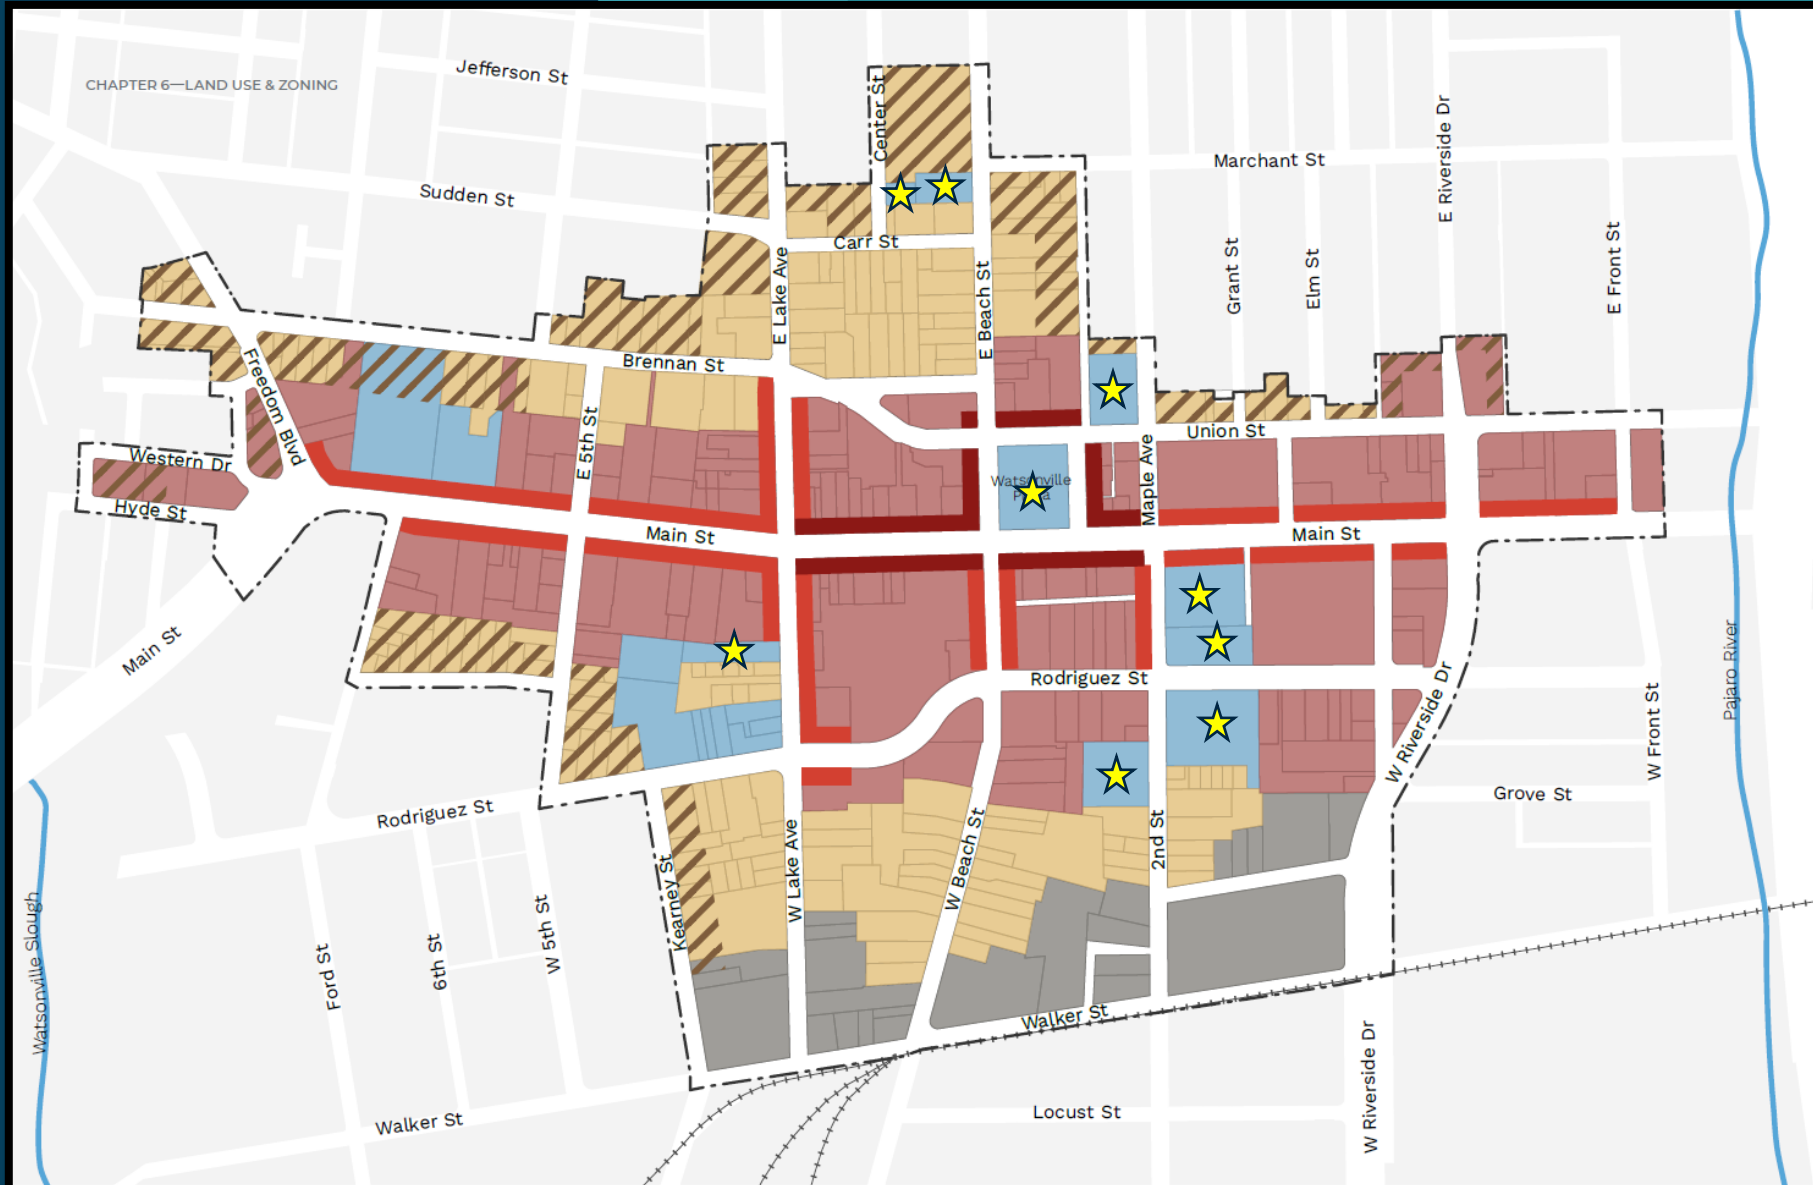 CHAPTER 6—LAND USE & ZONING
Jefferson St
Center St
E Riverside Dr
Marchant St
Sudden St
Carr St
E Lake Ave
E Beach St
Grant St
Elm St
E Front St
Freedom Blvd
Brennan St
E 5th St
Union St
Western Dr
Hyde St
Watsonville
Plaza
Maple Ave
Main St
Main St
Main St
Rodriguez St
Pajaro River
W Riverside Dr
W Front St
Rodriguez St
Grove St
Kearney St
W Lake Ave
W Beach St
2nd St
Watsonville Slough
Ford St
6th St
W 5th St
Walker St
Walker St
Locust St
W Riverside Dr